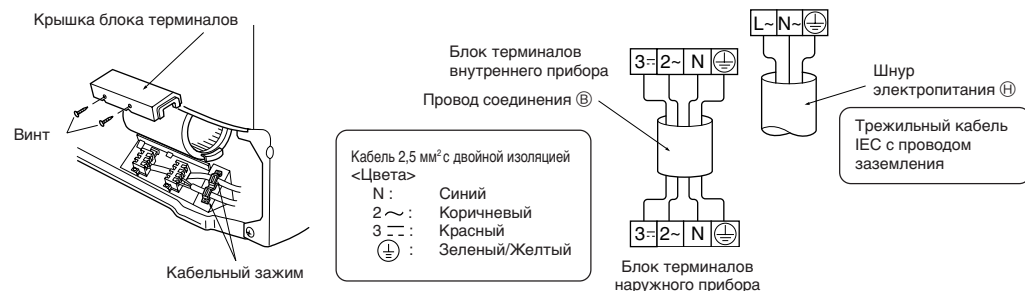 Крышка блока терминалов
Винт
Кабельный зажим
Кабель 2,5 мм² с двойной изоляцией
<Цвета>
N : Синий
2 ~ : Коричневый
3 ⎓ : Красный
⏚ : Зеленый/Желтый
Блок терминалов
внутреннего прибора
Провод соединения Ⓑ
3⎓ 2~ N ⏚
3⎓ 2~ N ⏚
Блок терминалов
наружного прибора
L~ N~ ⏚
Шнур
электропитания Ⓗ
Трежильный кабель
IEC с проводом
заземления